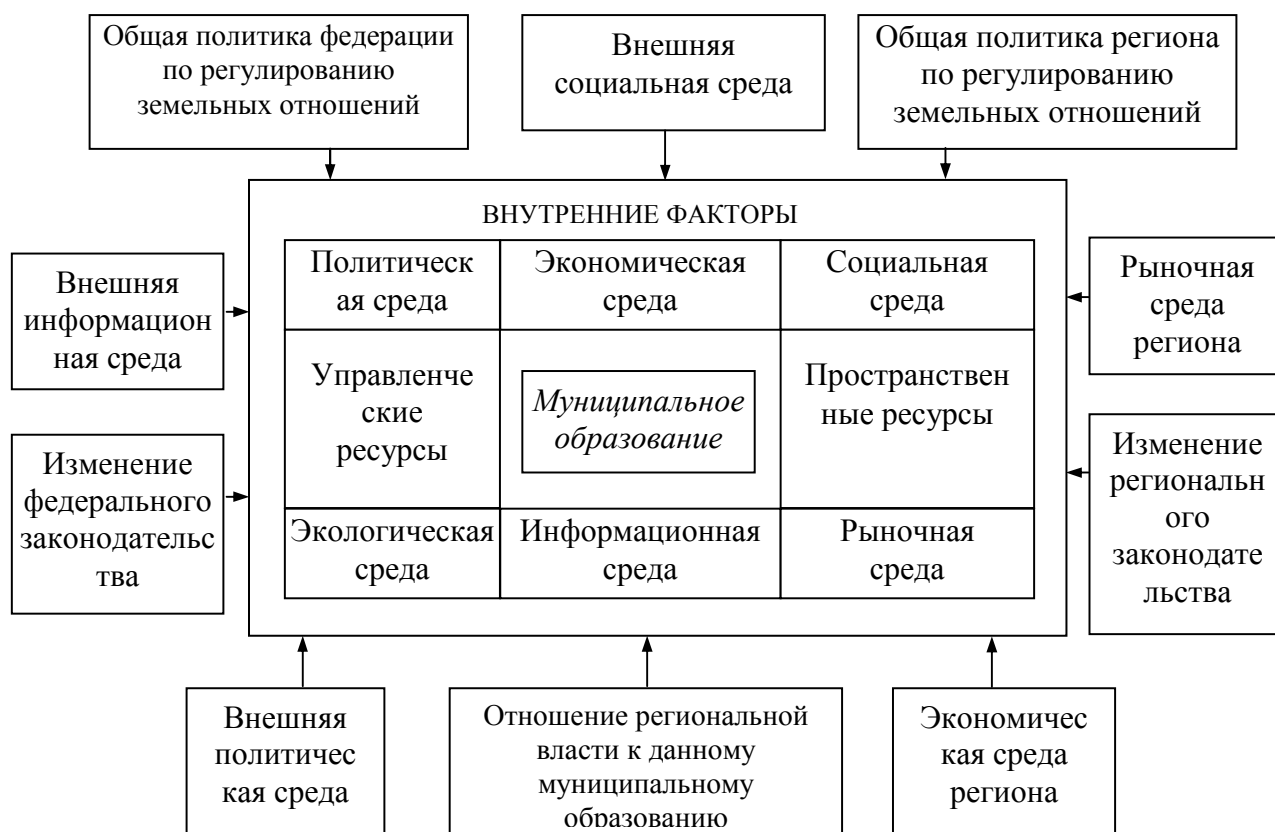 Общая политика федерации
по регулированию
земельных отношений
Внешняя
социальная среда
Общая политика региона
по регулированию
земельных отношений
ВНУТРЕННИЕ ФАКТОРЫ
Внешняя
информацион
ная среда
Изменение
федерального
законодательс
тва
Политическ
ая среда
Экономическая
среда
Социальная
среда
Управленче
ские
ресурсы
Муниципальное
образование
Пространствен
ные ресурсы
Экологическая
среда
Информационная
среда
Рыночная
среда
Рыночная
среда
региона
Изменение
региональн
ого
законодате
льства
Внешняя
политичес
кая среда
Отношение региональной
власти к данному
муниципальному
образованию
Экономичес
кая среда
региона